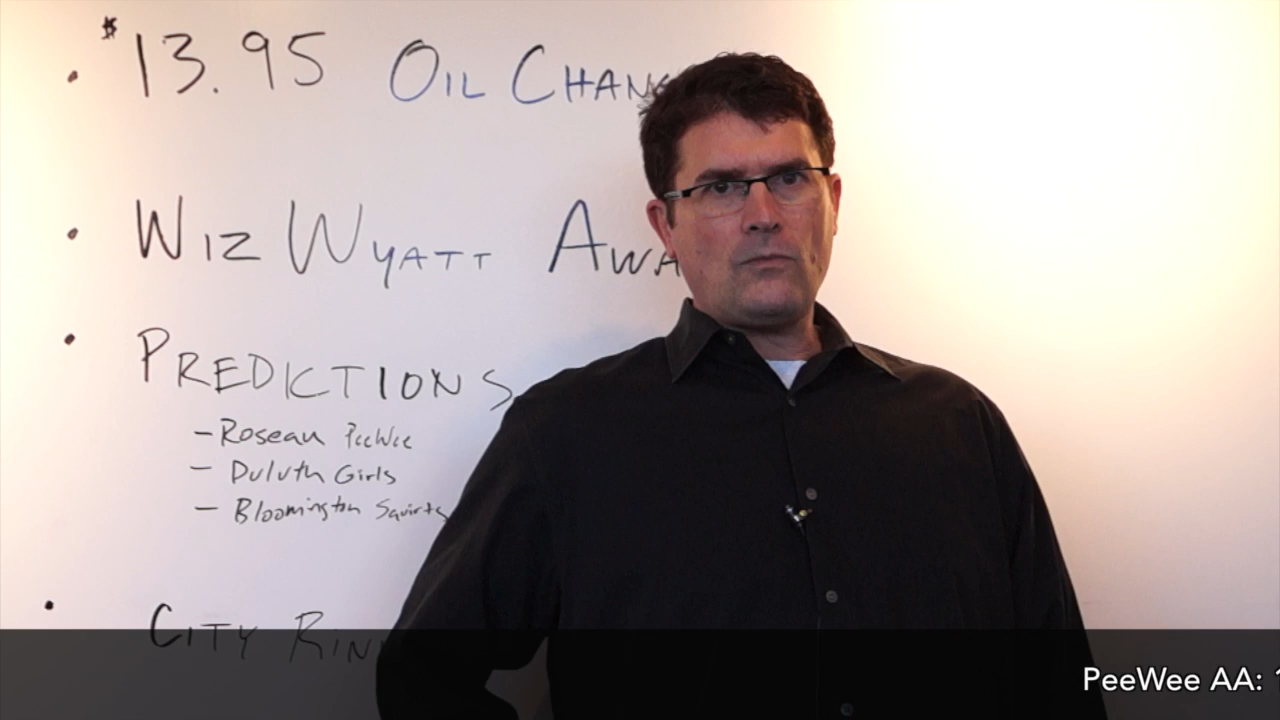 • $13.95 OIL CHANG
• WIZ WYATT AWA
• PREDICTIONS
– Roseau PeeWee
– Duluth Girls
– Bloomington Squirts
• CITY RIN
PeeWee AA: